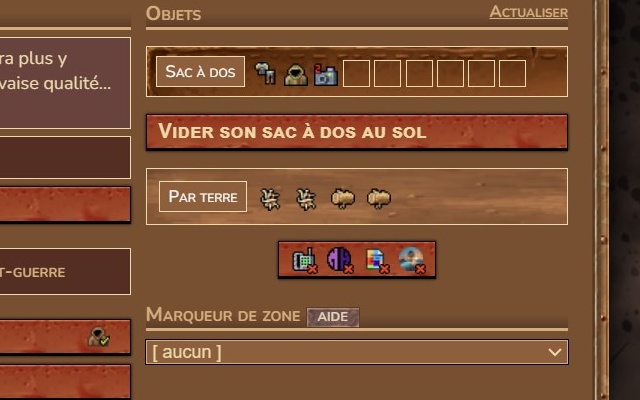 ra plus y
vaise qualité...
T-GUERRE
OBJETS
ACTUALISER
SAC À DOS
VIDER SON SAC À DOS AU SOL
PAR TERRE
MARQUEUR DE ZONE
AIDE
[ aucun ]